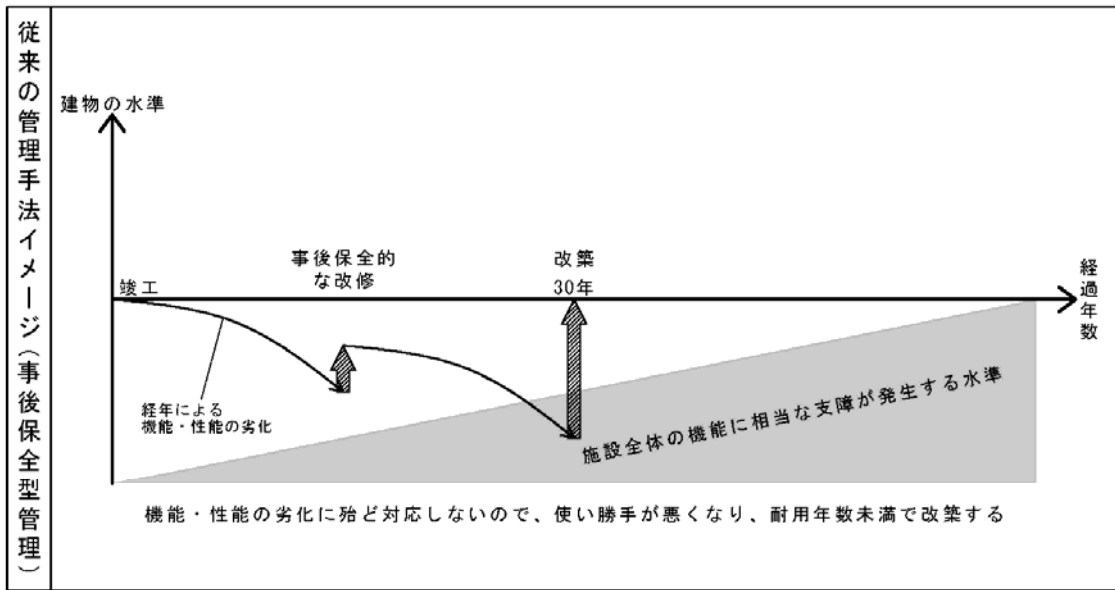 従来の管理手法イメージ(事後保全型管理)
建物の水準
事後保全的
な改修
改築
30年
竣工
経過年数
経年による
機能・性能の劣化
施設全体の機能に相当な支障が発生する水準
機能・性能の劣化に殆ど対応しないので、使い勝手が悪くなり、耐用年数未満で改築する